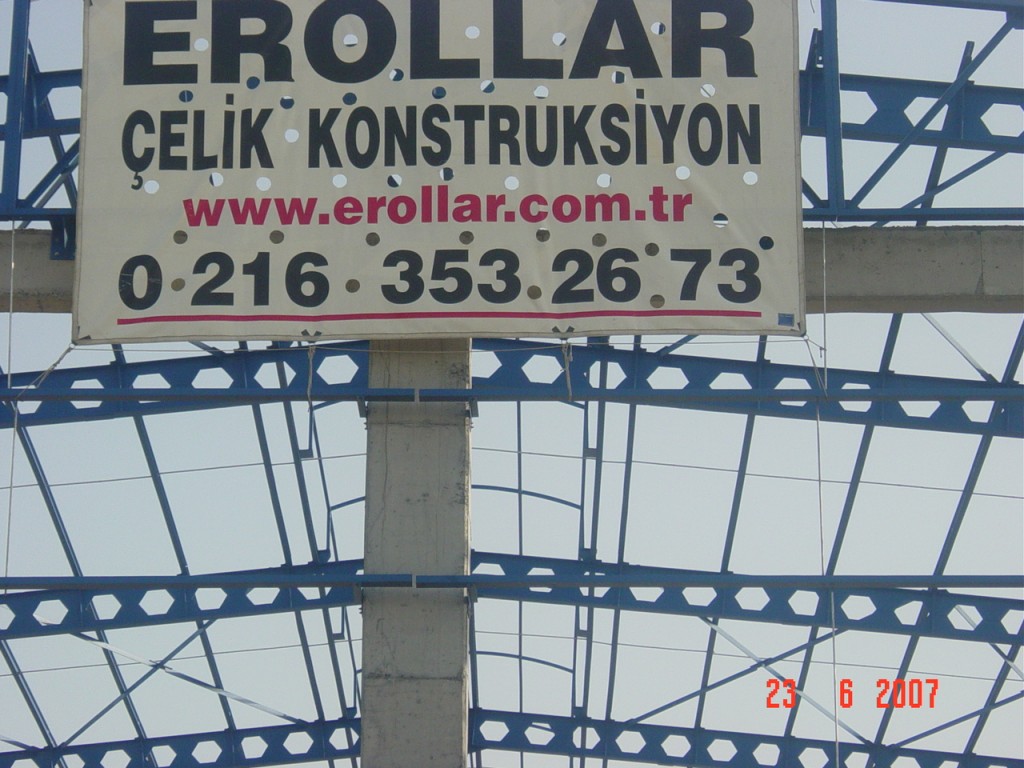 EROLLAR
ÇELİK KONSTRUKSİYON
www.erollar.com.tr
0 216 353 26 73
23 6 2007